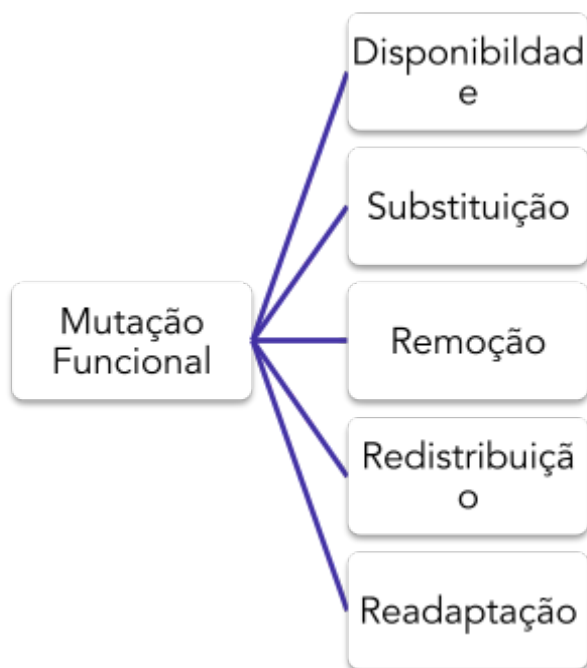 Disponibildad
e
Substituição
Mutação
Funcional
Remoção
Redistribuiçã
o
Readaptação